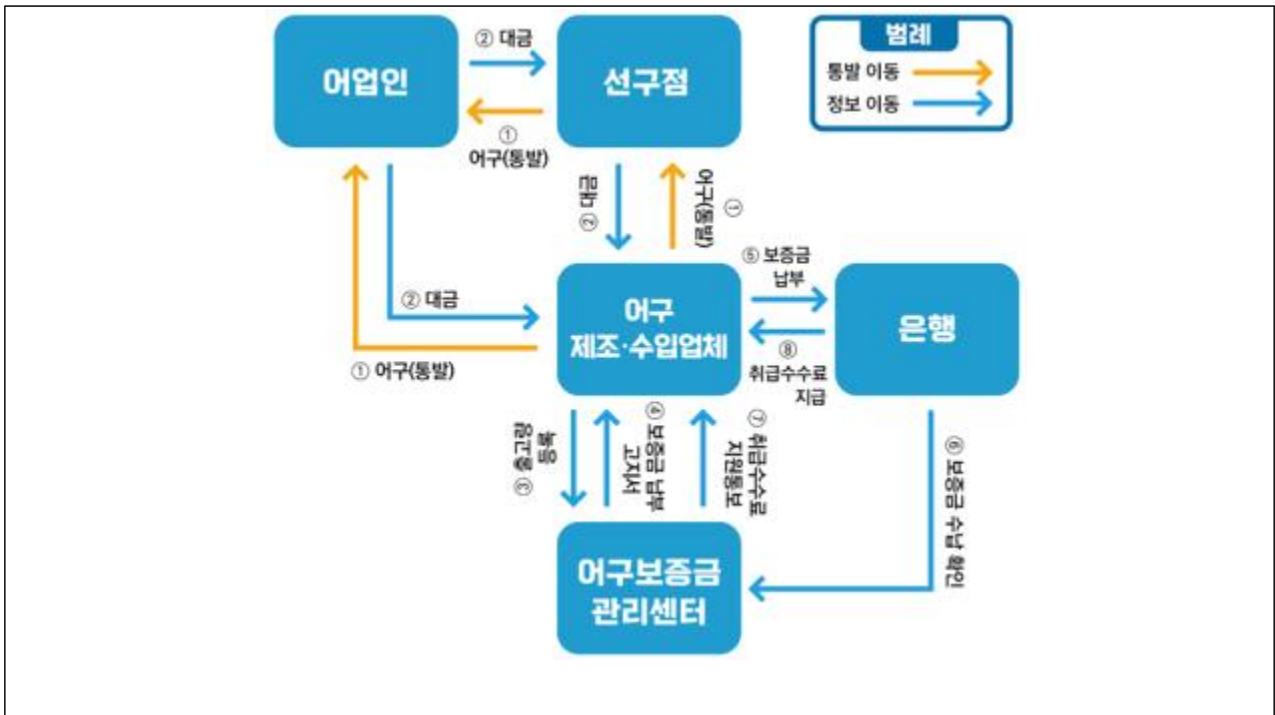 어업인
② 대금
선구점
①
어구(통발)
범례
통발 이동
정보 이동
② 대금
①
어구(통발)
② 대금
① 어구(통발)
어구
제조·수입업체
⑤ 보증금
납부
⑧
취급수수료
지급
은행
③ 출고량
④ 보증금 납부
고지서
⑦ 취급수수료
지원통보
⑥ 보증금 수납 확인
어구보증금
관리센터